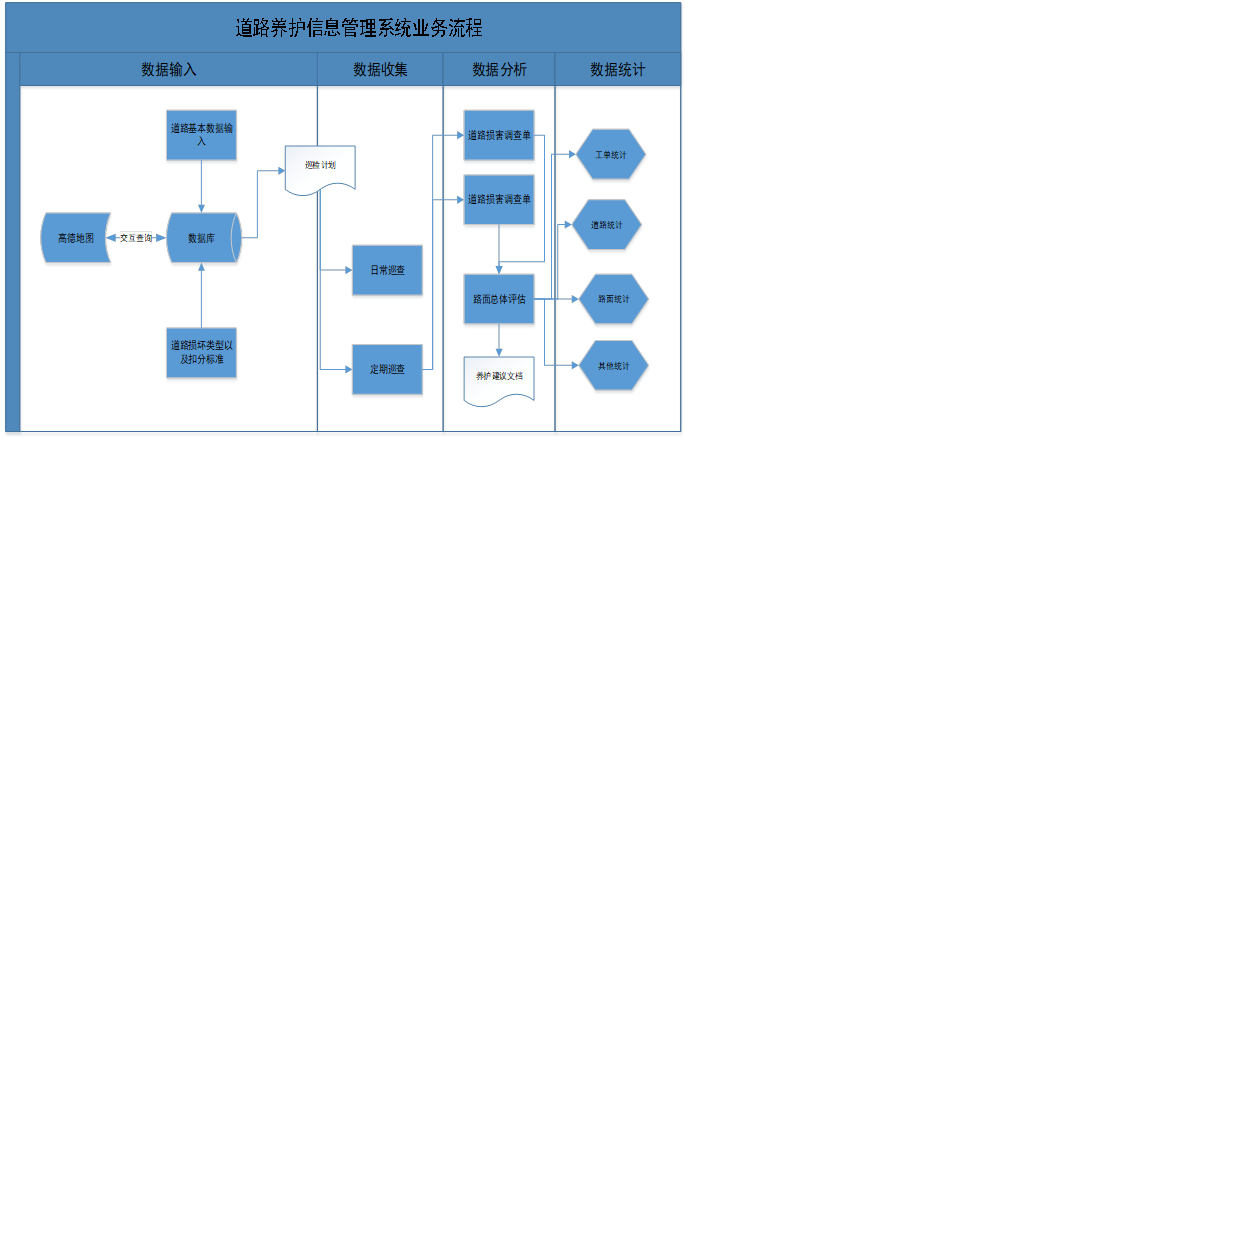 道路养护信息管理系统业务流程
数据输入
数据收集
数据分析
数据统计
道路基本数据输
入
高德地图
交互查询
数据库
道路损坏类型以
及扣分标准
巡检计划
日常巡查
定期巡查
道路损害调查单
道路损害调查单
路面总体评估
养护建议文档
工单统计
道路统计
路面统计
其他统计